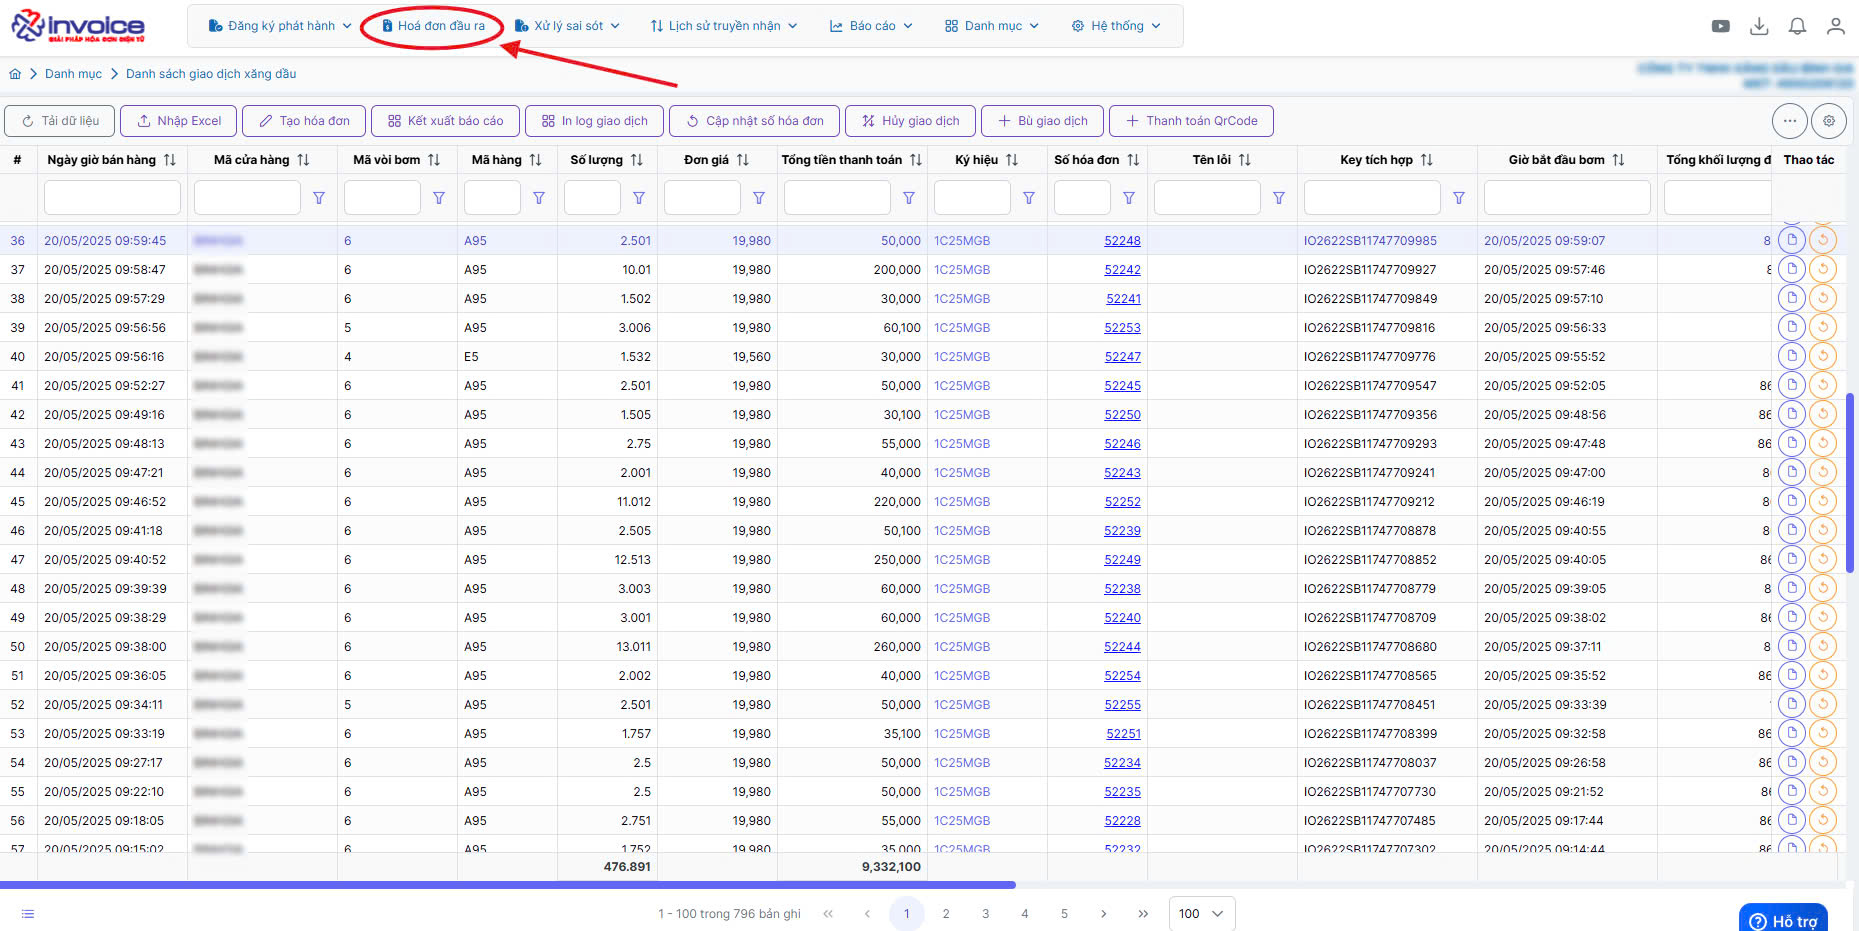 invoice
GIẢI PHÁP HÓA ĐƠN ĐIỆN TỬ
Đăng ký phát hành Hoá đơn đầu ra Xử lý sai sót Lịch sử truyền nhận Báo cáo Danh mục Hệ thống
Danh mục Danh sách giao dịch xăng dầu
Tải dữ liệu Nhập Excel Tạo hóa đơn Kết xuất báo cáo In log giao dịch Cập nhật số hóa đơn Hủy giao dịch Bù giao dịch Thanh toán QrCode
# Ngày giờ bán hàng Mã cửa hàng Mã vòi bơm Mã hàng Số lượng Đơn giá Tổng tiền thanh toán Ký hiệu Số hóa đơn Tên lỗi Key tích hợp Giờ bắt đầu bơm Tổng khối lượng đ Thao tác
36 20/05/2025 09:59:45 6 A95 2.501 19,980 50,000 1C25MGB 52248 IO2622SB11747709985 20/05/2025 09:59:07 8
37 20/05/2025 09:58:47 6 A95 10.01 19,980 200,000 1C25MGB 52242 IO2622SB11747709927 20/05/2025 09:57:46
38 20/05/2025 09:57:29 6 A95 1.502 19,980 30,000 1C25MGB 52241 IO2622SB11747709849 20/05/2025 09:57:10
39 20/05/2025 09:56:56 5 A95 3.006 19,980 60,100 1C25MGB 52253 IO2622SB11747709816 20/05/2025 09:56:33
40 20/05/2025 09:56:16 4 E5 1.532 19,560 30,000 1C25MGB 52247 IO2622SB11747709776 20/05/2025 09:55:52
41 20/05/2025 09:52:27 6 A95 2.501 19,980 50,000 1C25MGB 52245 IO2622SB11747709547 20/05/2025 09:52:05 86
42 20/05/2025 09:49:16 6 A95 1.505 19,980 30,100 1C25MGB 52250 IO2622SB11747709356 20/05/2025 09:48:56 86
43 20/05/2025 09:48:13 6 A95 2.75 19,980 55,000 1C25MGB 52246 IO2622SB11747709293 20/05/2025 09:47:48 86
44 20/05/2025 09:47:21 6 A95 2.001 19,980 40,000 1C25MGB 52243 IO2622SB11747709241 20/05/2025 09:47:00 8
45 20/05/2025 09:46:52 6 A95 11.012 19,980 220,000 1C25MGB 52252 IO2622SB11747709212 20/05/2025 09:46:19 8
46 20/05/2025 09:41:18 6 A95 2.505 19,980 50,100 1C25MGB 52239 IO2622SB11747708878 20/05/2025 09:40:55 8
47 20/05/2025 09:40:52 6 A95 12.513 19,980 250,000 1C25MGB 52249 IO2622SB11747708852 20/05/2025 09:40:05 86
48 20/05/2025 09:39:39 6 A95 3.003 19,980 60,000 1C25MGB 52238 IO2622SB11747708779 20/05/2025 09:39:05 8
49 20/05/2025 09:38:29 6 A95 3.001 19,980 60,000 1C25MGB 52240 IO2622SB11747708709 20/05/2025 09:38:02 86
50 20/05/2025 09:38:00 6 A95 13.011 19,980 260,000 1C25MGB 52244 IO2622SB11747708680 20/05/2025 09:37:11 8
51 20/05/2025 09:36:05 6 A95 2.002 19,980 40,000 1C25MGB 52254 IO2622SB11747708565 20/05/2025 09:35:52 86
52 20/05/2025 09:34:11 5 A95 2.501 19,980 50,000 1C25MGB 52255 IO2622SB11747708451 20/05/2025 09:33:39
53 20/05/2025 09:33:19 6 A95 1.757 19,980 35,100 1C25MGB 52251 IO2622SB11747708399 20/05/2025 09:32:58 86
54 20/05/2025 09:27:17 6 A95 2.5 19,980 50,000 1C25MGB 52234 IO2622SB11747708037 20/05/2025 09:26:58 86
55 20/05/2025 09:22:10 6 A95 2.5 19,980 50,000 1C25MGB 52235 IO2622SB11747707730 20/05/2025 09:21:52 86
56 20/05/2025 09:18:05 6 A95 2.751 19,980 55,000 1C25MGB 52228 IO2622SB11747707485 20/05/2025 09:17:44 86
57 20/05/2025 09:15:02 6 A95 1.752 19,980 35,000 1C25MGB 52232 IO2622SB11747707302 20/05/2025 09:14:44 86
476.891 9,332,100
1 - 100 trong 796 bản ghi 1 2 3 4 5 100
Hỗ trợ